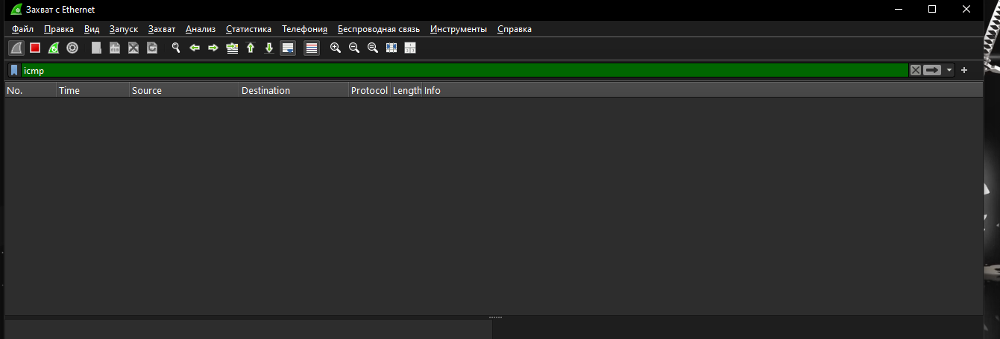 Захват с Ethernet
Файл Правка Вид Запуск Захват Анализ Статистика Телефония Беспроводная связь Инструменты Справка
icmp
No. Time Source Destination Protocol Length Info